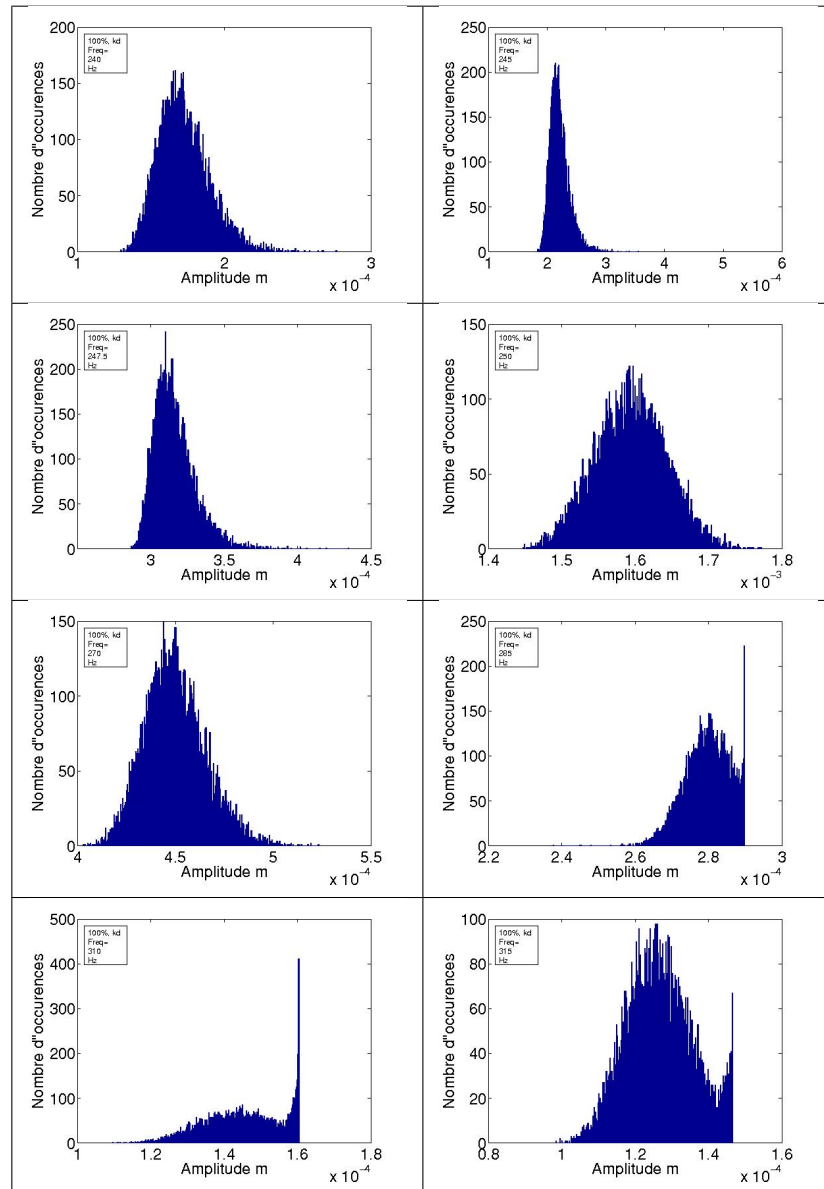 200
150
100
50
0
Nombre d"occurences
100%, kd
Freq=
240
Hz
1 2 3
Amplitude m
x 10⁻⁴
250
200
150
100
50
0
Nombre d"occurences
100%, kd
Freq=
245
Hz
1 2 3 4 5 6
Amplitude m
x 10⁻⁴
250
200
150
100
50
0
Nombre d"occurences
100%, kd
Freq=
247.5
Hz
3 3.5 4 4.5
Amplitude m
x 10⁻⁴
150
100
50
0
Nombre d"occurences
100%, kd
Freq=
250
Hz
1.4 1.5 1.6 1.7 1.8
Amplitude m
x 10⁻³
150
100
50
0
Nombre d"occurences
100%, kd
Freq=
270
Hz
4 4.5 5 5.5
Amplitude m
x 10⁻⁴
250
200
150
100
50
0
Nombre d"occurences
100%, kd
Freq=
285
Hz
2.2 2.4 2.6 2.8 3
Amplitude m
x 10⁻⁴
500
400
300
200
100
0
Nombre d"occurences
100%, kd
Freq=
310
Hz
1 1.2 1.4 1.6 1.8
Amplitude m
x 10⁻⁴
100
80
60
40
20
0
Nombre d"occurences
100%, kd
Freq=
315
Hz
0.8 1 1.2 1.4 1.6
Amplitude m
x 10⁻⁴